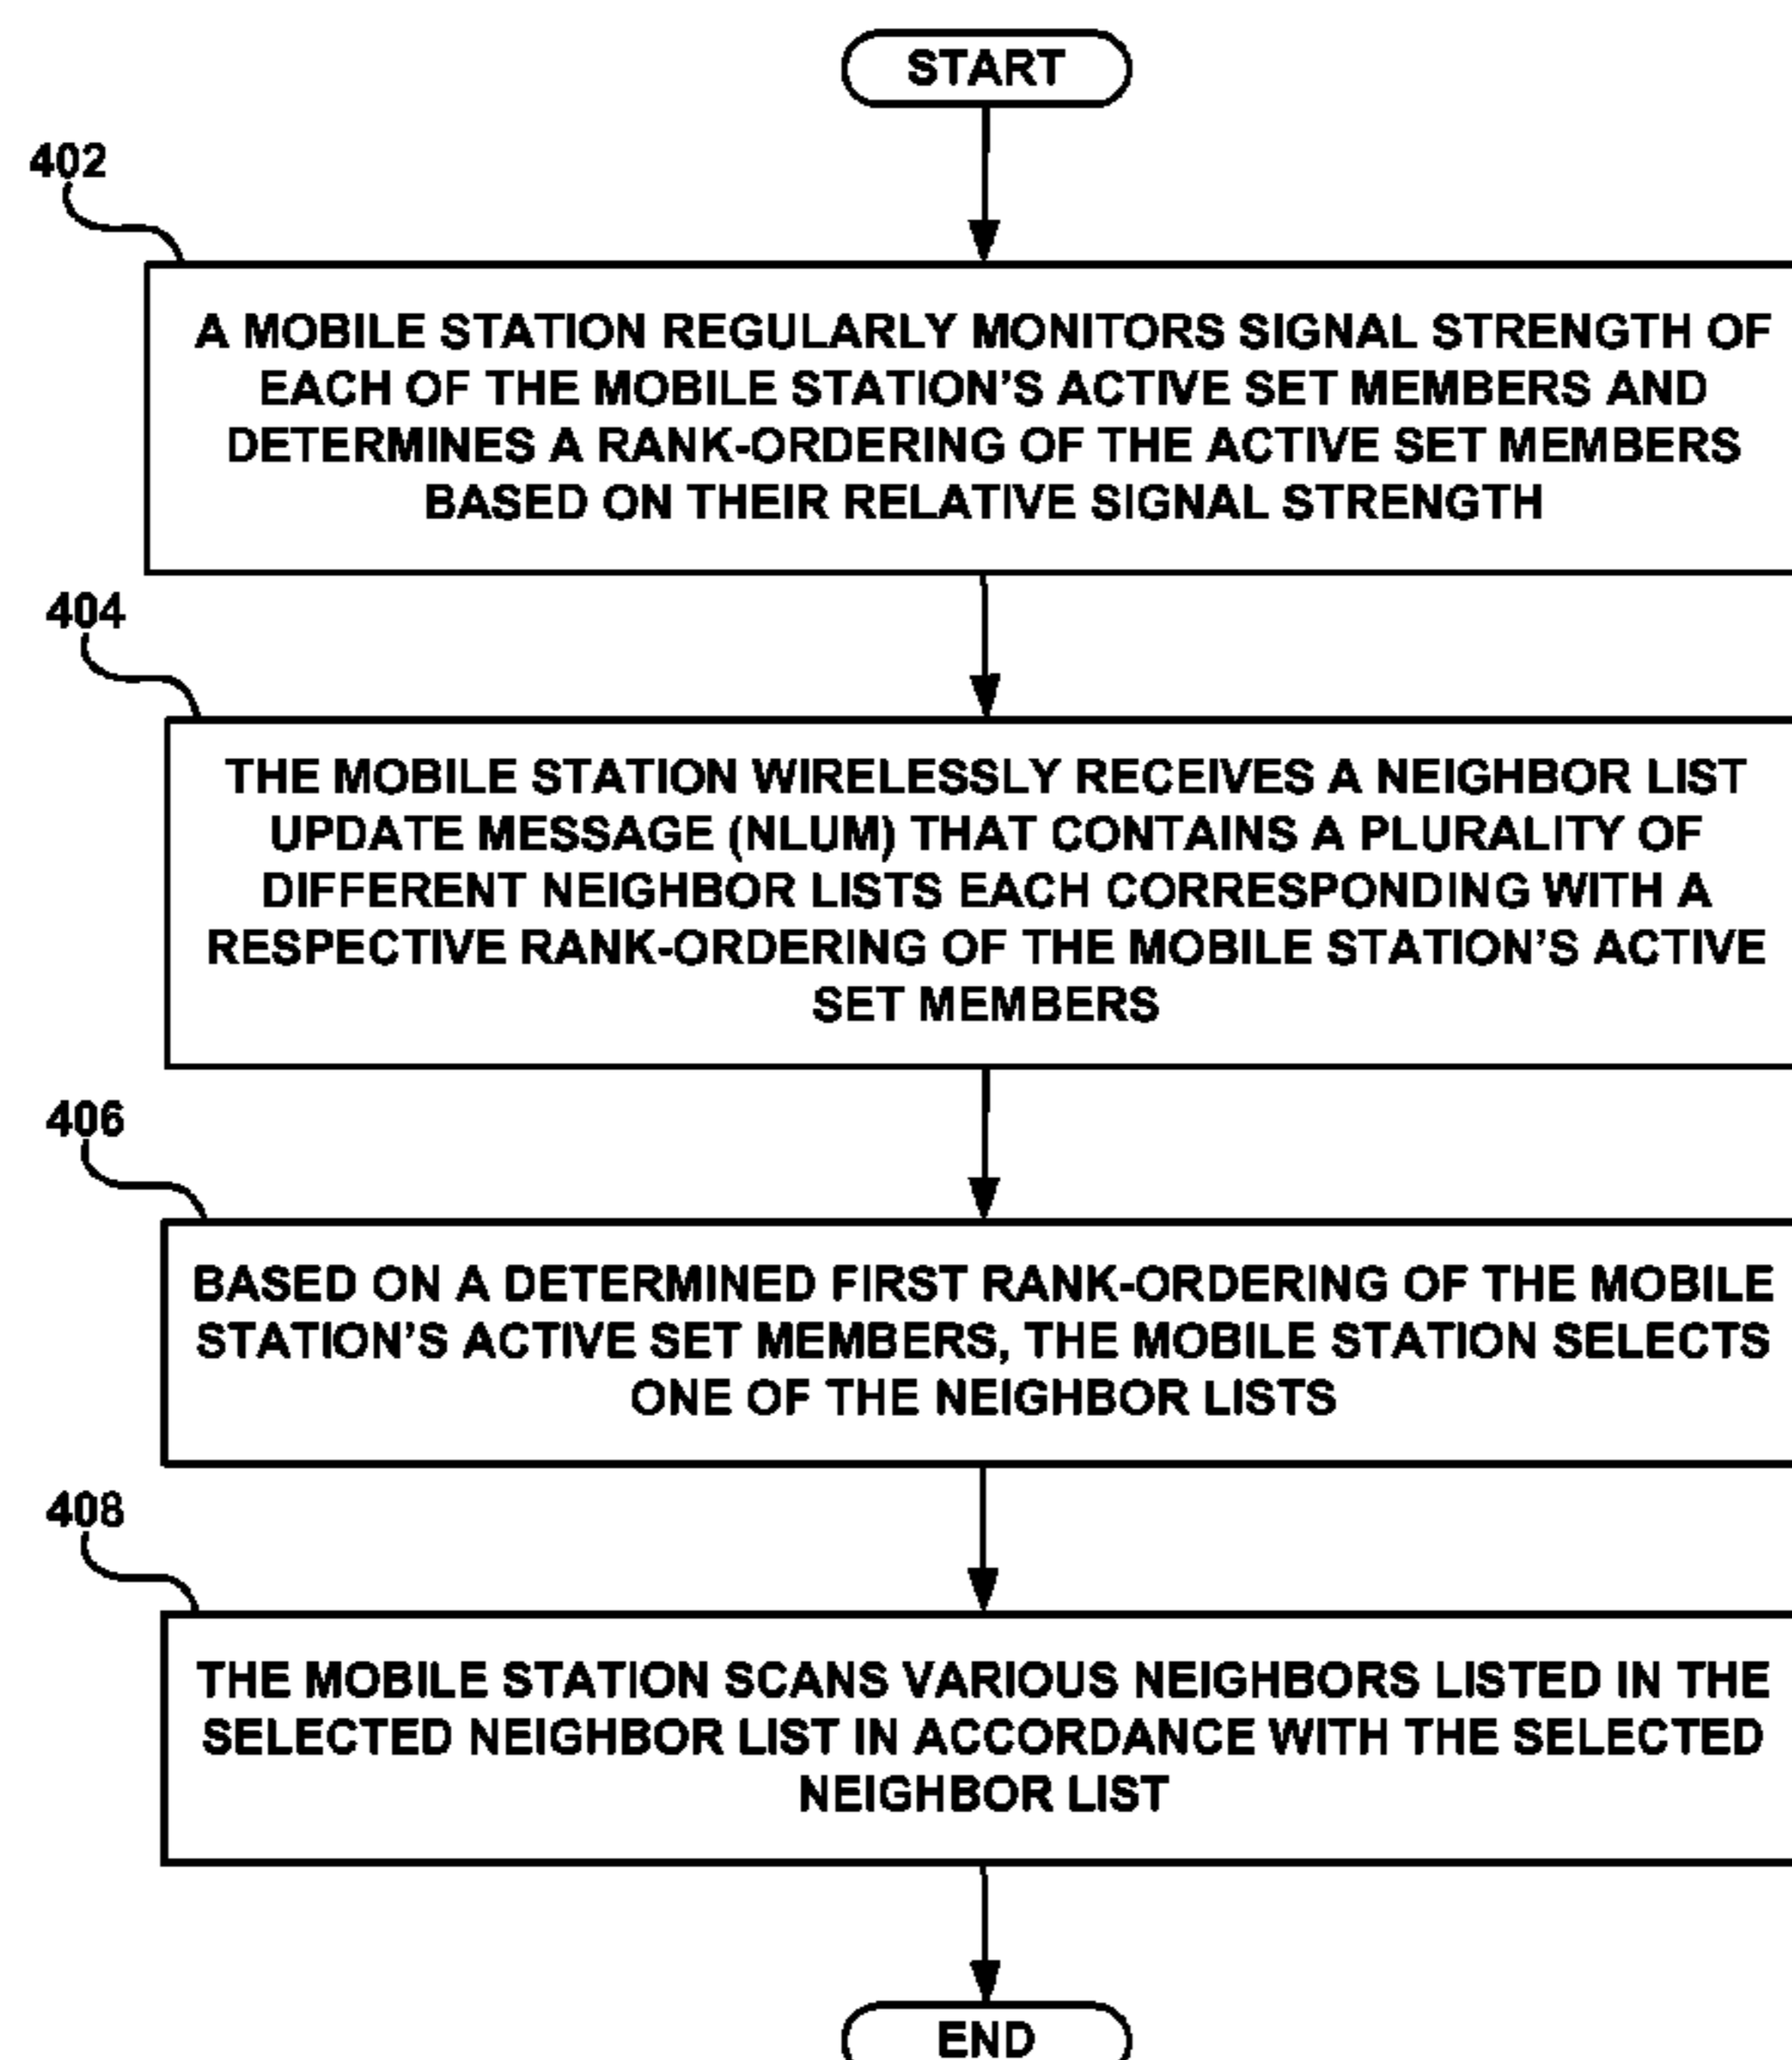 START
402
A MOBILE STATION REGULARLY MONITORS SIGNAL STRENGTH OF
EACH OF THE MOBILE STATION'S ACTIVE SET MEMBERS AND
DETERMINES A RANK-ORDERING OF THE ACTIVE SET MEMBERS
BASED ON THEIR RELATIVE SIGNAL STRENGTH
404
THE MOBILE STATION WIRELESSLY RECEIVES A NEIGHBOR LIST
UPDATE MESSAGE (NLUM) THAT CONTAINS A PLURALITY OF
DIFFERENT NEIGHBOR LISTS EACH CORRESPONDING WITH A
RESPECTIVE RANK-ORDERING OF THE MOBILE STATION'S ACTIVE
SET MEMBERS
406
BASED ON A DETERMINED FIRST RANK-ORDERING OF THE MOBILE
STATION'S ACTIVE SET MEMBERS, THE MOBILE STATION SELECTS
ONE OF THE NEIGHBOR LISTS
408
THE MOBILE STATION SCANS VARIOUS NEIGHBORS LISTED IN THE
SELECTED NEIGHBOR LIST IN ACCORDANCE WITH THE SELECTED
NEIGHBOR LIST
END